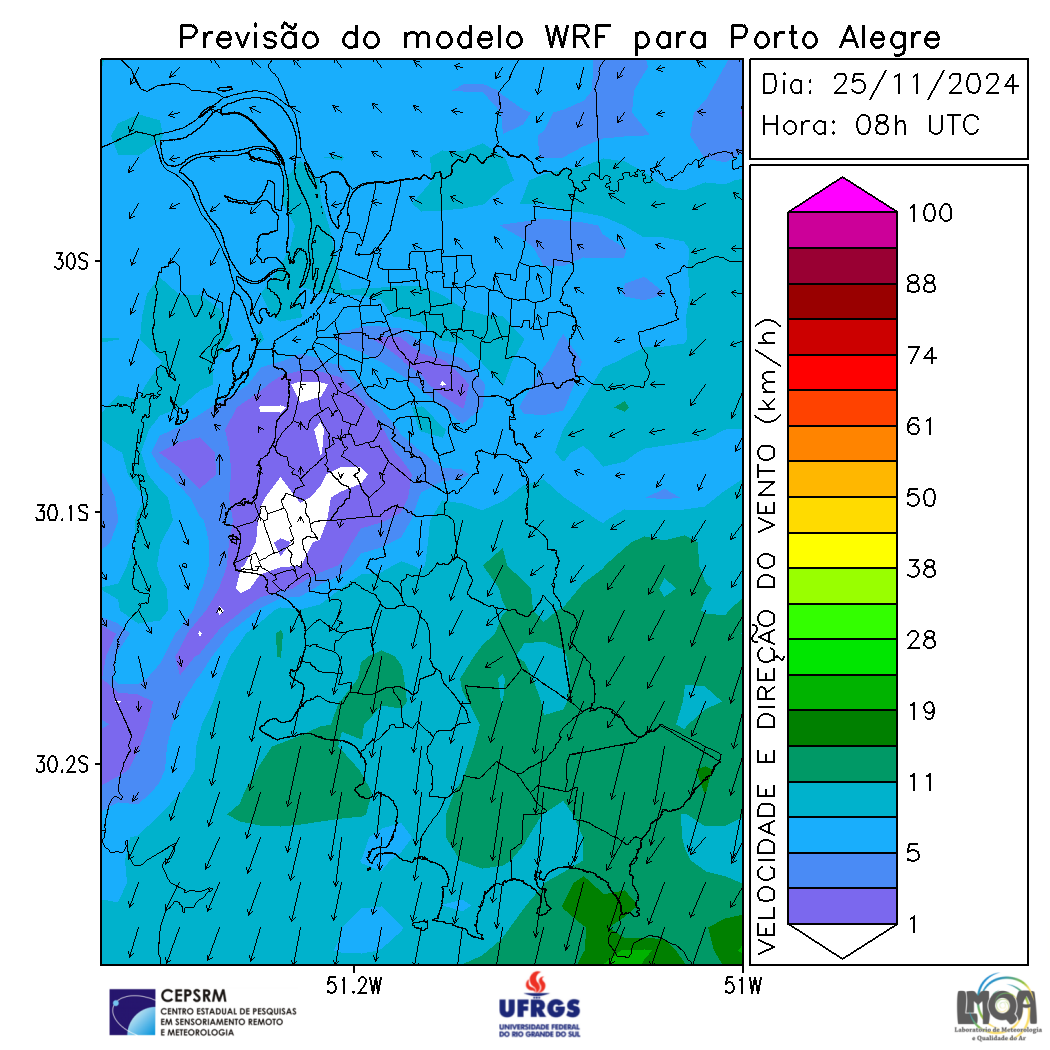 Previsão do modelo WRF para Porto Alegre
Dia: 25/11/2024
Hora: 08h UTC
30S
30.1S
30.2S
51.2W
51W
VELOCIDADE E DIREÇÃO DO VENTO (km/h)
100
88
74
61
50
38
28
19
11
5
1
CEPSRM
CENTRO ESTADUAL DE PESQUISAS
EM SENSORIAMENTO REMOTO
E METEOROLOGIA
UFRGS
UNIVERSIDADE FEDERAL
DO RIO GRANDE DO SUL
LMQA
Laboratório de Meteorologia
e Qualidade do Ar